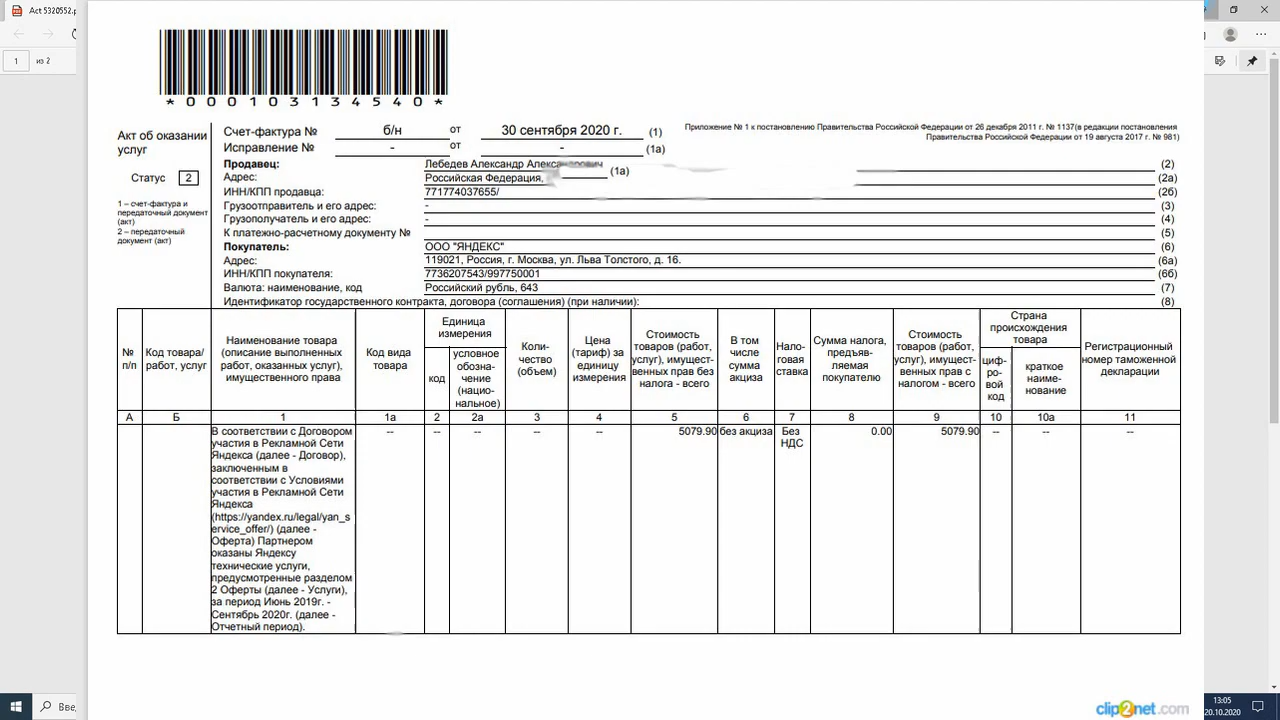 Act 5320552.p
1 из 2
*00010313454​0*
Акт об оказании
услуг
Статус 2
1 – счет-фактура и
передаточный документ
(акт)
2 – передаточный
документ (акт)
Счет-фактура № б/н от 30 сентября 2020 г. (1)
Исправление № - от - (1а)
Приложение № 1 к постановлению Правительства Российской Федерации от 26 декабря 2011 г. № 1137(в редакции постановления
Правительства Российской Федерации от 19 августа 2017 г. № 981)
Продавец: Лебедев Александр Александрович (1а) (2)
Адрес: Российская Федерация, (2а)
ИНН/КПП продавца: 771774037655/ (2б)
Грузоотправитель и его адрес: - (3)
Грузополучатель и его адрес: - (4)
К платежно-расчетному документу № (5)
Покупатель: ООО "ЯНДЕКС" (6)
Адрес: 119021, Россия, г. Москва, ул. Льва Толстого, д. 16. (6а)
ИНН/КПП покупателя: 7736207543/997750001 (6б)
Валюта: наименование, код Российский рубль, 643 (7)
Идентификатор государственного контракта, договора (соглашения) (при наличии): (8)
№
п/п
Код товара/
работ, услуг
Наименование товара
(описание выполненных
работ, оказаных услуг),
имущественного права
Код вида
товара
Единица
измерения
код
условное
обозна-
чение
(нацио-
нальное)
Коли-
чество
(объем)
Цена
(тариф) за
единицу
измерения
Стоимость
товаров (работ,
услуг), имущест-
венных прав без
налога - всего
В том
числе
сумма
акциза
Нало-
говая
ставка
Сумма налога,
предъяв-
ляемая
покупателю
Стоимость
товаров (работ,
услуг), имущест-
венных прав с
налогом - всего
Страна
происхождения
товара
циф-
ро-
вой
код
краткое
наиме-
нование
Регистрационный
номер таможенной
декларации
А Б 1 1а 2 2а 3 4 5 6 7 8 9 10 10а 11
В соответствии с Договором
участия в Рекламной Сети
Яндекса (далее - Договор),
заключенным в
соответствии с Условиями
участия в Рекламной Сети
Яндекса
(https://yandex.ru/legal/yan_s
ervice_offer/) (далее -
Оферта) Партнером
оказаны Яндексу
технические услуги,
предусмотренные разделом
2 Оферты (далее - Услуги),
за период Июнь 2019г. -
Сентябрь 2020г. (далее -
Отчетный период).
-- -- -- -- -- 5079.90 без акциза Без
НДС
0.00 5079.90 -- -- --
Вве
13:05
20.10.2020
clip2net.com